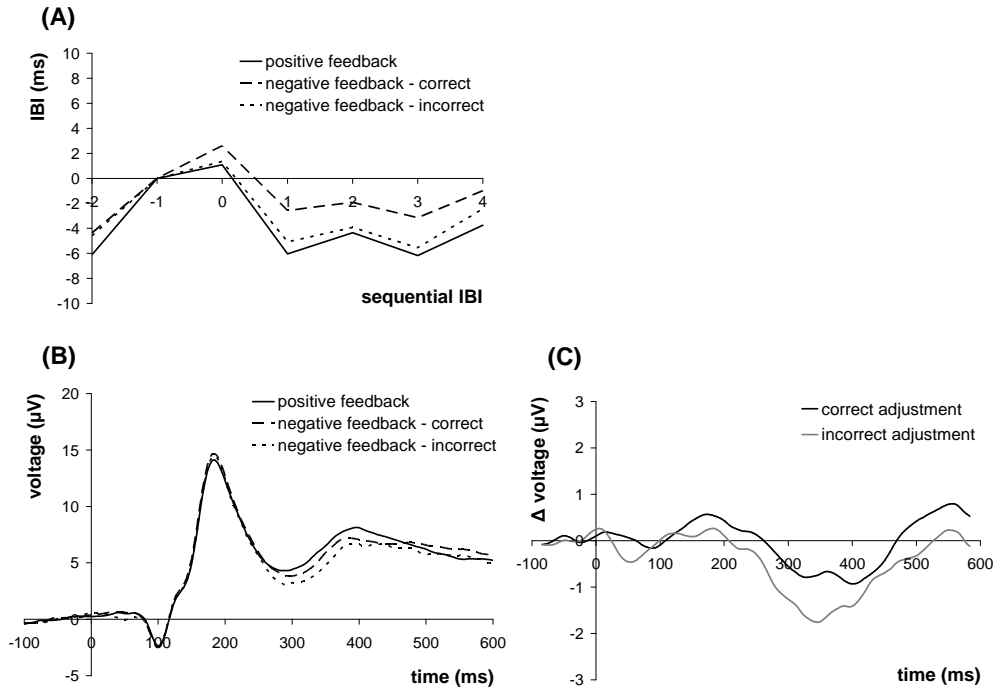 (A)
IBI (ms)
10
8
6
4
2
0
-2
-4
-6
-8
-10
-2 -1 0 1 2 3 4
positive feedback
negative feedback - correct
negative feedback - incorrect
sequential IBI
(B)
voltage (µV)
20
15
10
5
0
-5
-100 0 100 200 300 400 500 600
positive feedback
negative feedback - correct
negative feedback - incorrect
time (ms)
(C)
Δ voltage (µV)
3
2
1
0
-1
-2
-3
-100 0 100 200 300 400 500 600
correct adjustment
incorrect adjustment
time (ms)